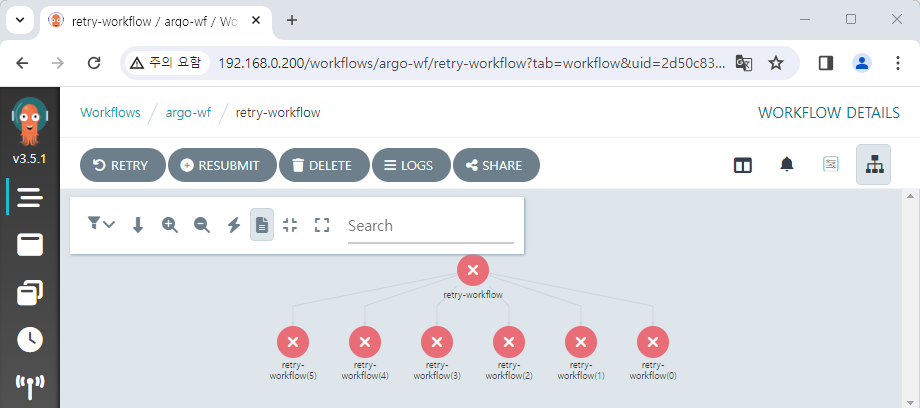 retry-workflow / argo-wf / Wo
주의 요함
192.168.0.200/workflows/argo-wf/retry-workflow?tab=workflow&uid=2d50c83...
Workflows
argo-wf
retry-workflow
WORKFLOW DETAILS
v3.5.1
RETRY
RESUBMIT
DELETE
LOGS
SHARE
Search
retry-workflow
retry-
workflow(5)
retry-
workflow(4)
retry-
workflow(3)
retry-
workflow(2)
retry-
workflow(1)
retry-
workflow(0)